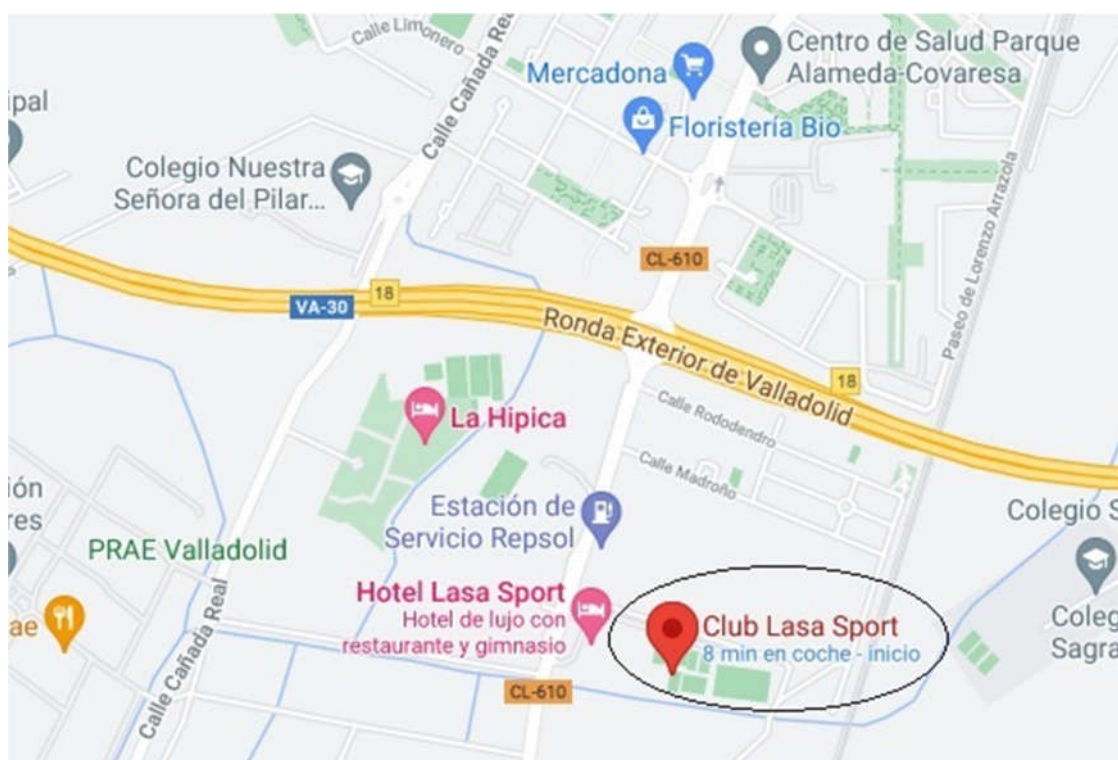 Calle Limonero
Calle Cañada Real
Mercadona
Centro de Salud Parque
Alameda-Covaresa
ipal
Floristería Bio
Colegio Nuestra
Señora del Pilar...
Paseo de Lorenzo Arrazola
CL-610
VA-30
18
Ronda Exterior de Valladolid
18
La Hipica
Calle Rododendro
Calle Madroño
Estación de
Servicio Repsol
ión
res
Colegio S
PRAE Valladolid
Hotel Lasa Sport
Hotel de lujo con
restaurante y gimnasio
Club Lasa Sport
8 min en coche - inicio
ae
Coleg
Sagra
Calle Cañada Real
CL-610